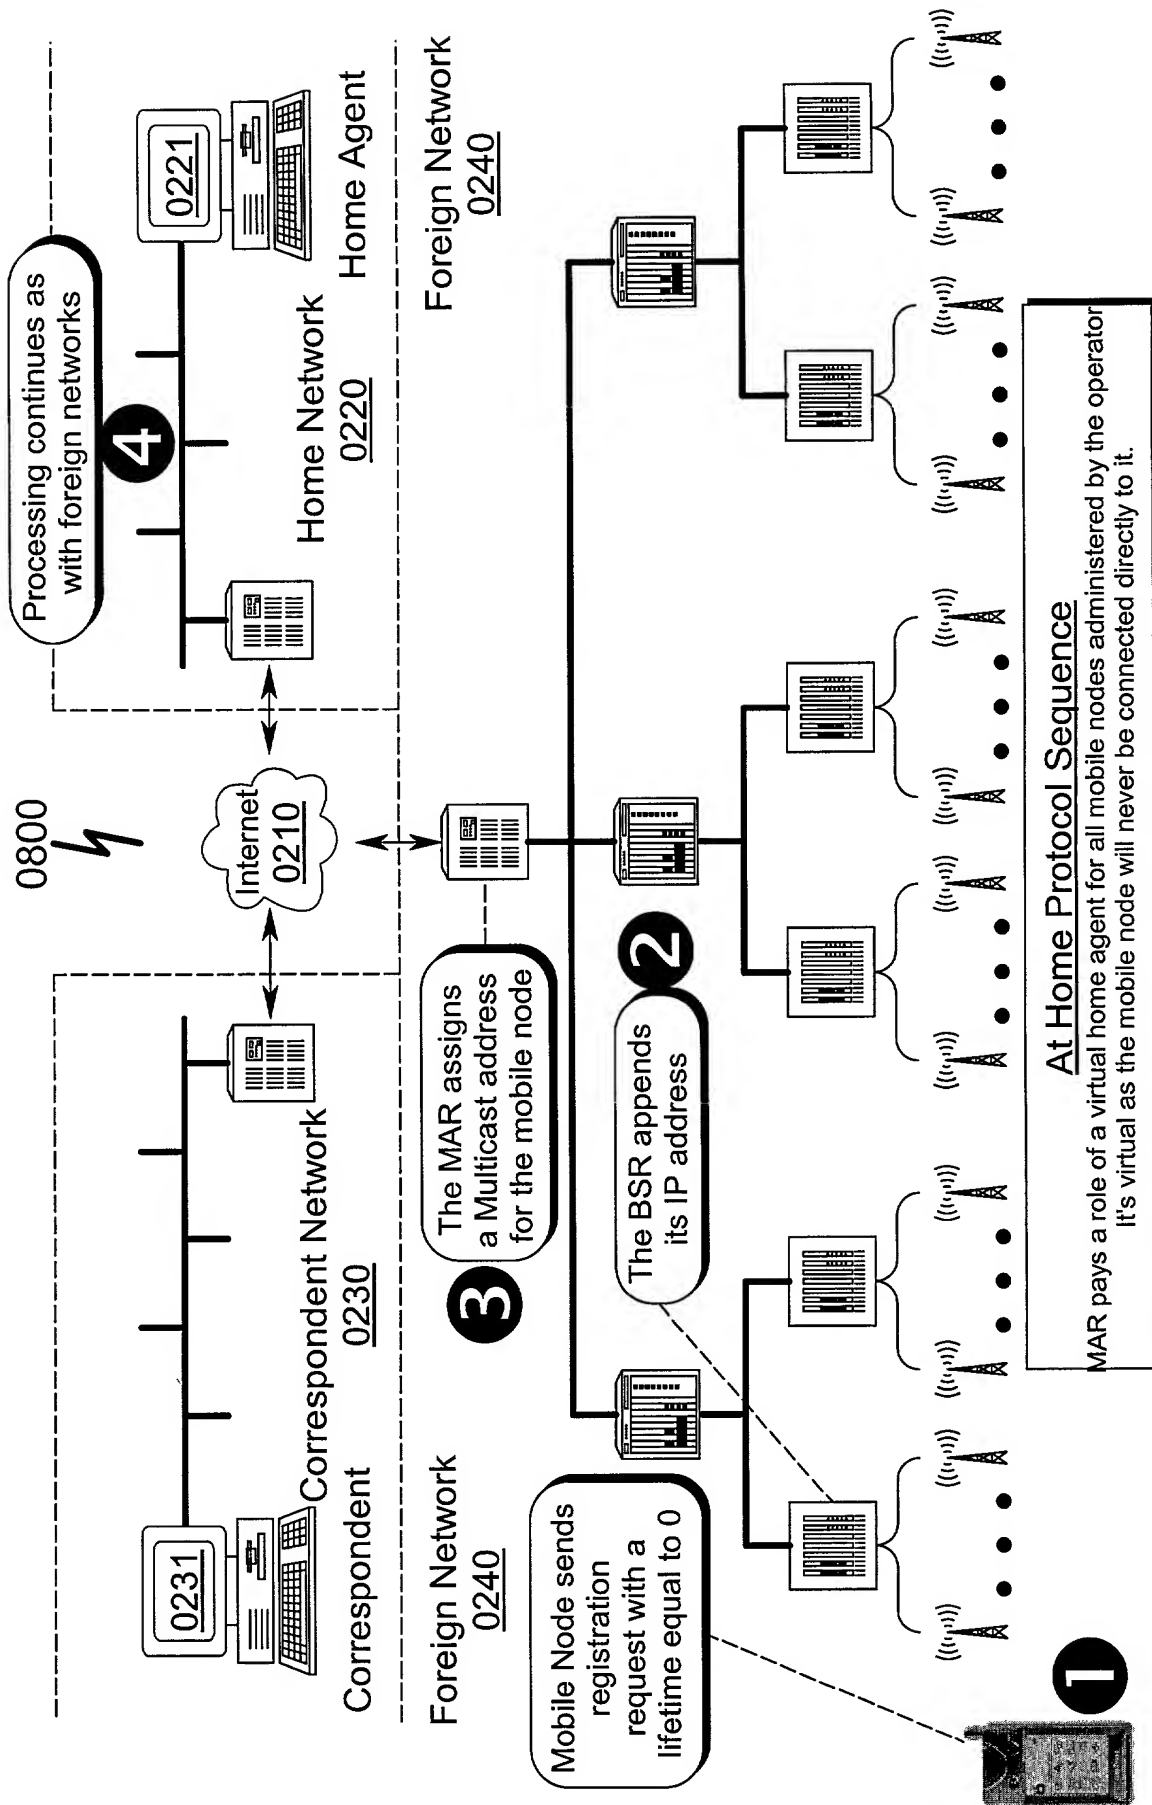 0800
Processing continues as
with foreign networks
4
0231
Correspondent
Correspondent Network
0230
Internet
0210
Home Network
0220
0221
Home Agent
Foreign Network
0240
Foreign Network
0240
The MAR assigns
a Multicast address
for the mobile node
3
The BSR appends
its IP address
2
Mobile Node sends
registration
request with a
lifetime equal to 0
1
At Home Protocol Sequence
MAR pays a role of a virtual home agent for all mobile nodes administered by the operator
It's virtual as the mobile node will never be connected directly to it.